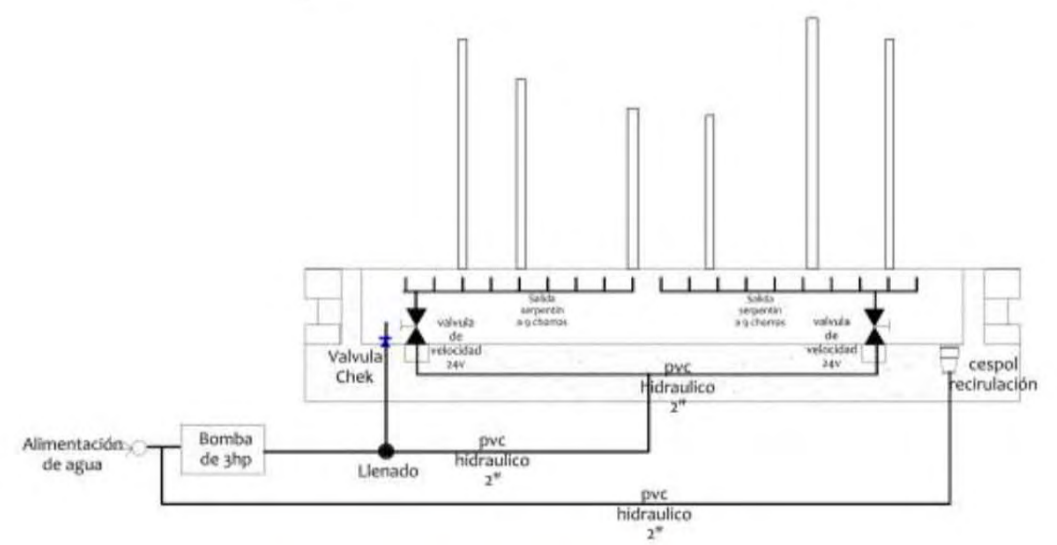 Salida
serpentin
a 9 chorros
Salida
serpentin
a 9 chorros
valvula
de
velocidad
24v
valvula
de
velocidad
24v
Valvula
Chek
pvc
hidraulico
2"
cespol
recirulación
Alimentación
de agua
Bomba
de 3hp
Llenado
pvc
hidraulico
2"
pvc
hidraulico
2"